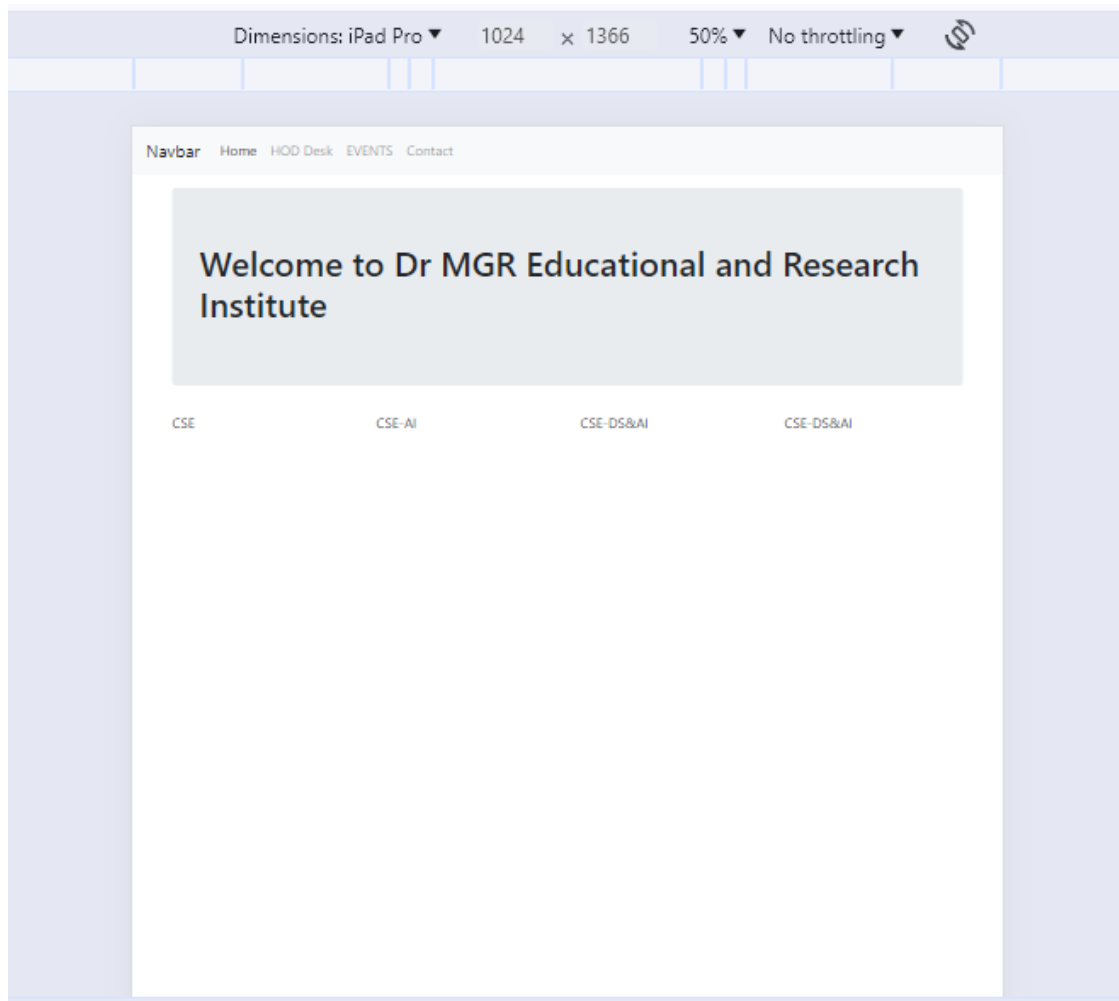 Dimensions: iPad Pro 1024 × 1366 50% No throttling
Navbar Home HOD Desk EVENTS Contact
Welcome to Dr MGR Educational and Research
Institute
CSE CSE-AI CSE-DS&AI CSE-DS&AI